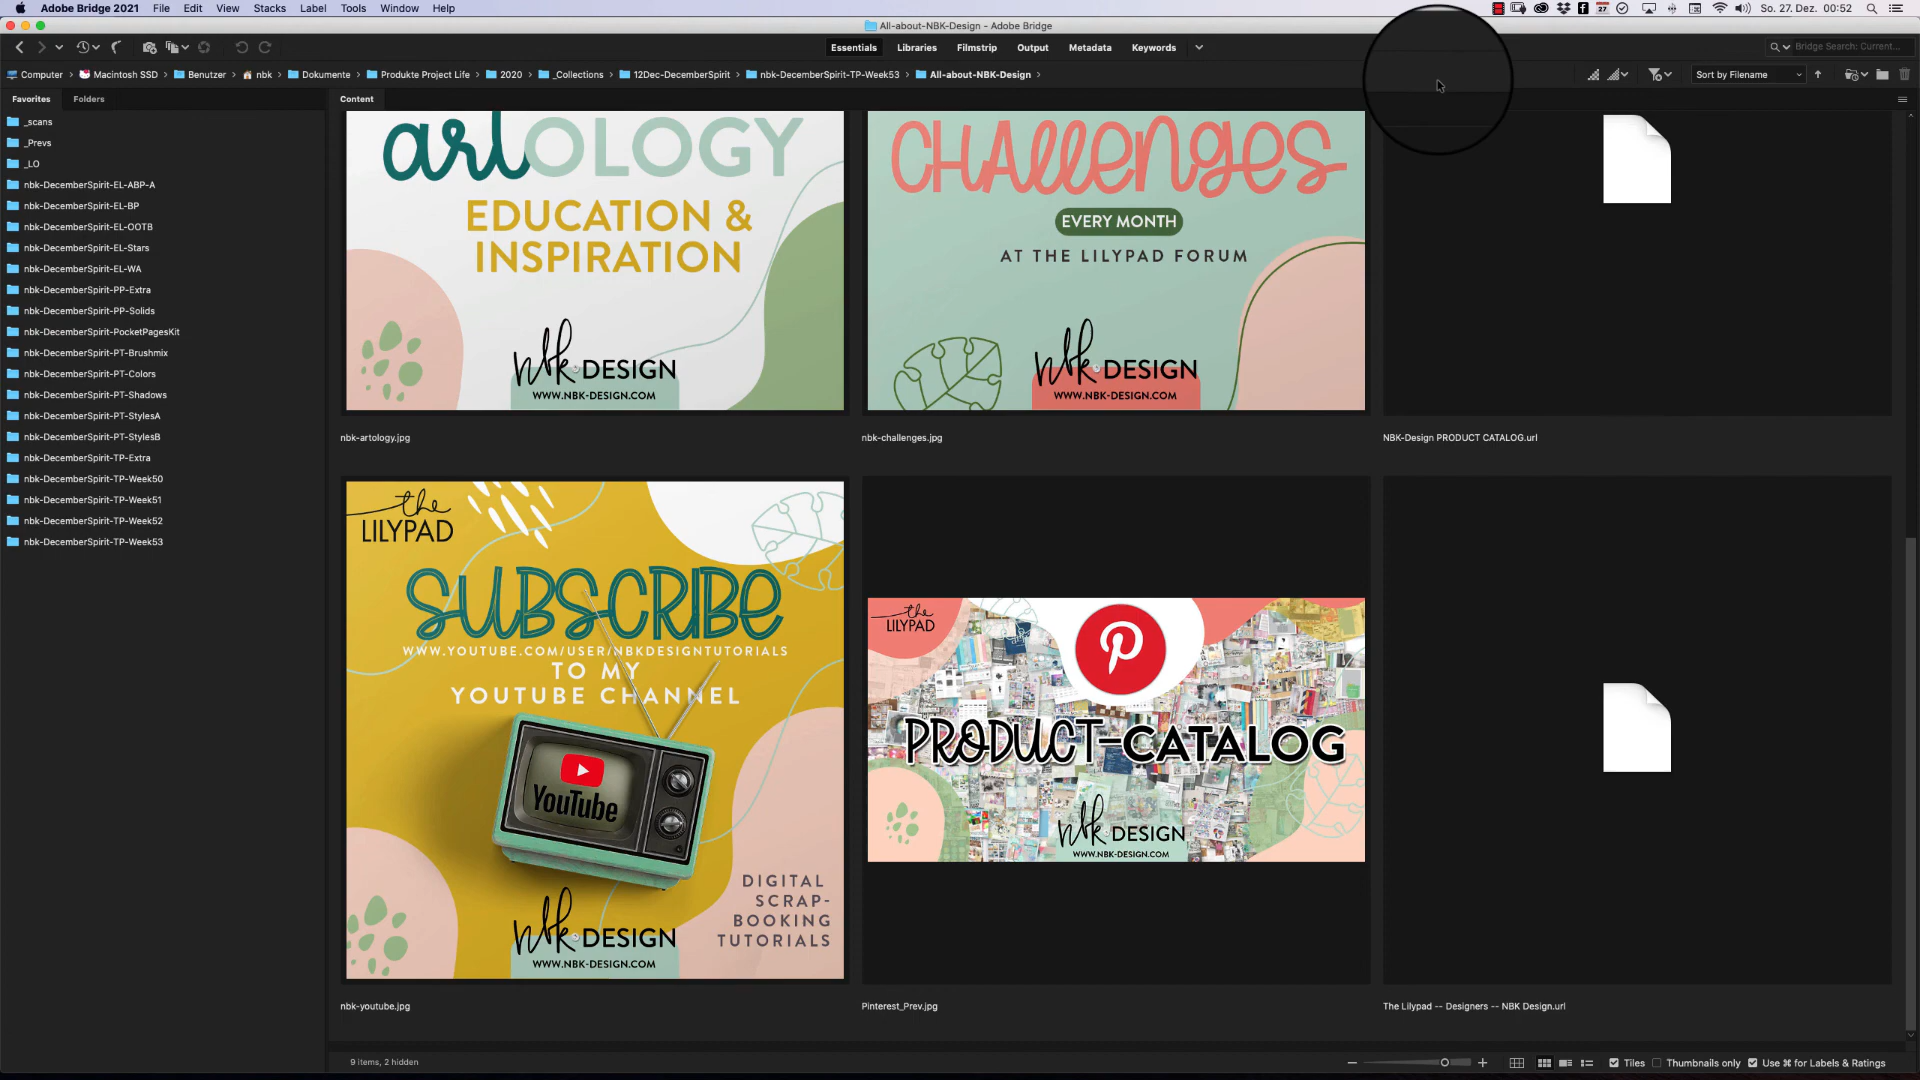 Adobe Bridge 2021 File Edit View Stacks Label Tools Window Help
27
So. 27. Dez. 00:52
All-about-NBK-Design - Adobe Bridge
Essentials Libraries Filmstrip Output Metadata Keywords
Bridge Search: Current...
Computer Macintosh SSD Benutzer nbk Dokumente Produkte Project Life 2020 _Collections 12Dec-DecemberSpirit nbk-DecemberSpirit-TP-Week53 All-about-NBK-Design
Sort by Filename
Favorites Folders
Content
_scans
_Prevs
_LO
nbk-DecemberSpirit-EL-ABP-A
nbk-DecemberSpirit-EL-BP
nbk-DecemberSpirit-EL-OOTB
nbk-DecemberSpirit-EL-Stars
nbk-DecemberSpirit-EL-WA
nbk-DecemberSpirit-PP-Extra
nbk-DecemberSpirit-PP-Solids
nbk-DecemberSpirit-PocketPagesKit
nbk-DecemberSpirit-PT-Brushmix
nbk-DecemberSpirit-PT-Colors
nbk-DecemberSpirit-PT-Shadows
nbk-DecemberSpirit-PT-StylesA
nbk-DecemberSpirit-PT-StylesB
nbk-DecemberSpirit-TP-Extra
nbk-DecemberSpirit-TP-Week50
nbk-DecemberSpirit-TP-Week51
nbk-DecemberSpirit-TP-Week52
nbk-DecemberSpirit-TP-Week53
artOLOGY
EDUCATION &
INSPIRATION
nbk DESIGN
WWW.NBK-DESIGN.COM
nbk-artology.jpg
CHAllenges
EVERY MONTH
AT THE LILYPAD FORUM
nbk DESIGN
WWW.NBK-DESIGN.COM
nbk-challenges.jpg
NBK-Design PRODUCT CATALOG.url
the
LILYPAD
SUBSCRIBE
WWW.YOUTUBE.COM/USER/NBKDESIGNTUTORIALS
TO MY
YOUTUBE CHANNEL
YouTube
DIGITAL
SCRAP-
BOOKING
TUTORIALS
nbk DESIGN
WWW.NBK-DESIGN.COM
nbk-youtube.jpg
the
LILYPAD
PRODUCT-CATALOG
nbk DESIGN
WWW.NBK-DESIGN.COM
Pinterest_Prev.jpg
The Lilypad -- Designers -- NBK Design.url
9 items, 2 hidden
Tiles Thumbnails only Use ⌘ for Labels & Ratings